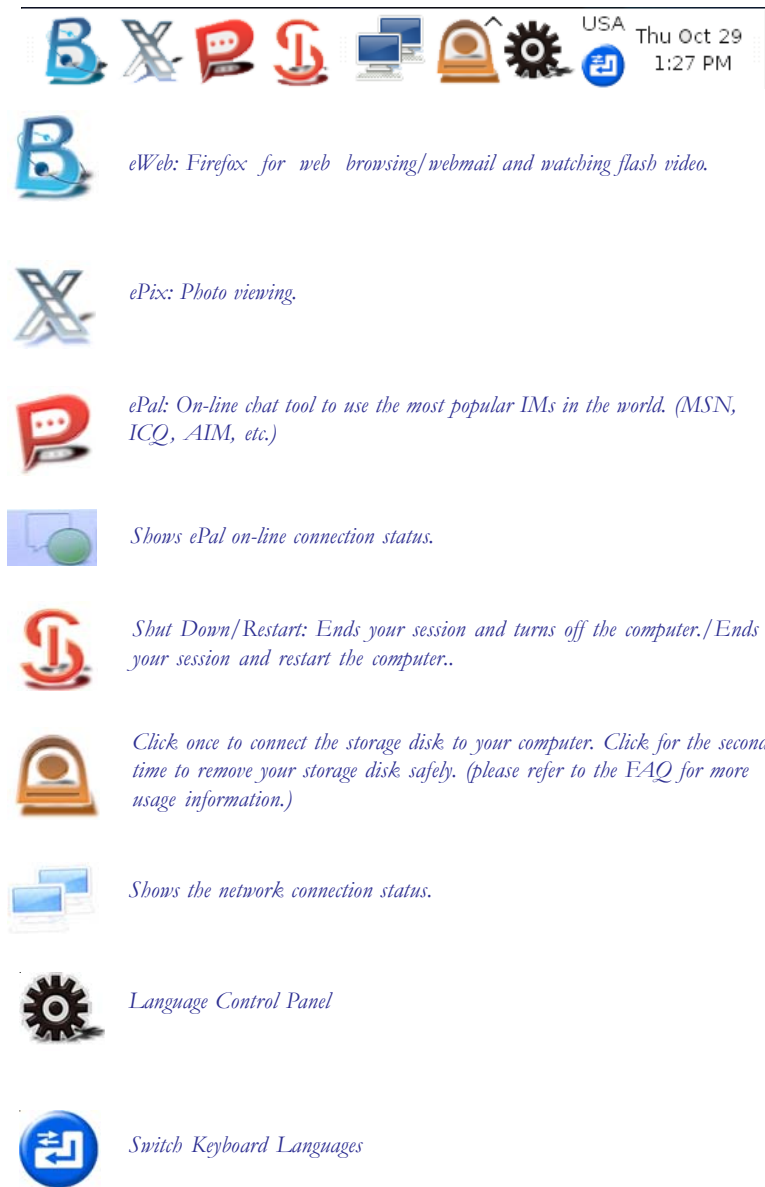 USA
Thu Oct 29
1:27 PM
eWeb: Firefox for web browsing/webmail and watching flash video.
ePix: Photo viewing.
ePal: On-line chat tool to use the most popular IMs in the world. (MSN,
ICQ, AIM, etc.)
Shows ePal on-line connection status.
Shut Down/Restart: Ends your session and turns off the computer./Ends
your session and restart the computer..
Click once to connect the storage disk to your computer. Click for the second
time to remove your storage disk safely. (please refer to the FAQ for more
usage information.)
Shows the network connection status.
Language Control Panel
Switch Keyboard Languages